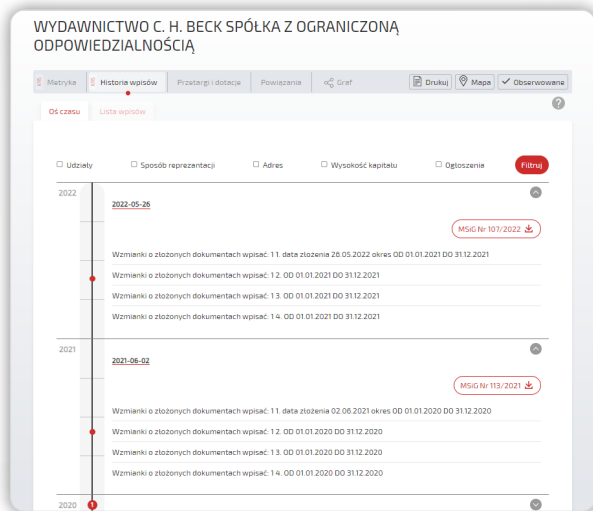 WYDAWNICTWO C. H. BECK SPÓŁKA Z OGRANICZONĄ
ODPOWIEDZIALNOŚCIĄ
Metryka Historia wpisów Przetargi i dotacje Powiązania Graf Drukuj Mapa Obserwowane
Oś czasu Lista wpisów ?
Udziały Sposób reprezentacji Adres Wysokość kapitału Ogłoszenia Filtruj
2022
2022-05-26
MSiG Nr 107/2022
Wzmianki o złożonych dokumentach wpisać: 1 1. data złożenia 26.05.2022 okres OD 01.01.2021 DO 31.12.2021
Wzmianki o złożonych dokumentach wpisać: 1 2. OD 01.01.2021 DO 31.12.2021
Wzmianki o złożonych dokumentach wpisać: 1 3. OD 01.01.2021 DO 31.12.2021
Wzmianki o złożonych dokumentach wpisać: 1 4. OD 01.01.2021 DO 31.12.2021
2021
2021-06-02
MSiG Nr 113/2021
Wzmianki o złożonych dokumentach wpisać: 1 1. data złożenia 02.06.2021 okres OD 01.01.2020 DO 31.12.2020
Wzmianki o złożonych dokumentach wpisać: 1 2. OD 01.01.2020 DO 31.12.2020
Wzmianki o złożonych dokumentach wpisać: 1 3. OD 01.01.2020 DO 31.12.2020
Wzmianki o złożonych dokumentach wpisać: 1 4. OD 01.01.2020 DO 31.12.2020
2020 1